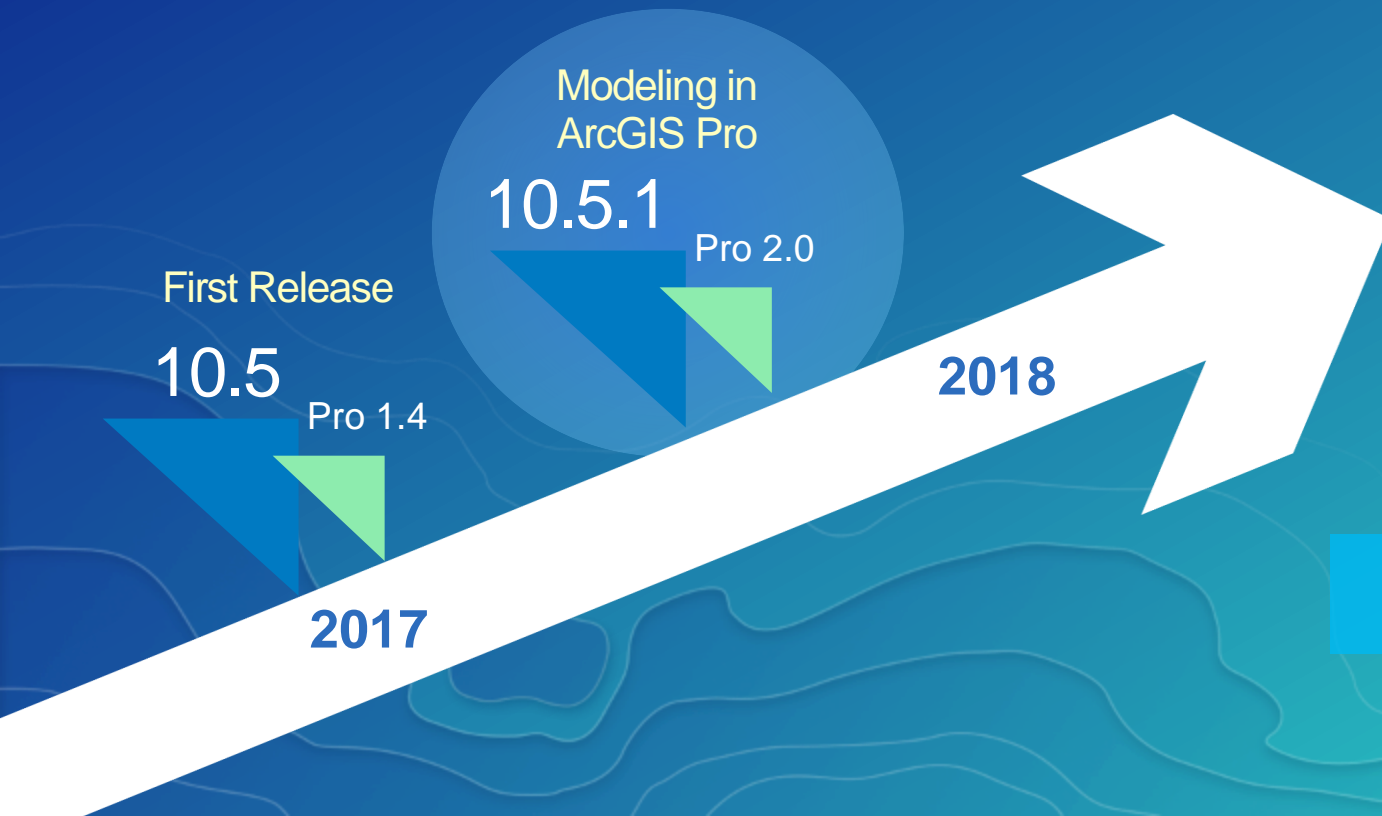 Modeling in
ArcGIS Pro
10.5.1
Pro 2.0
First Release
10.5
Pro 1.4
2018
2017